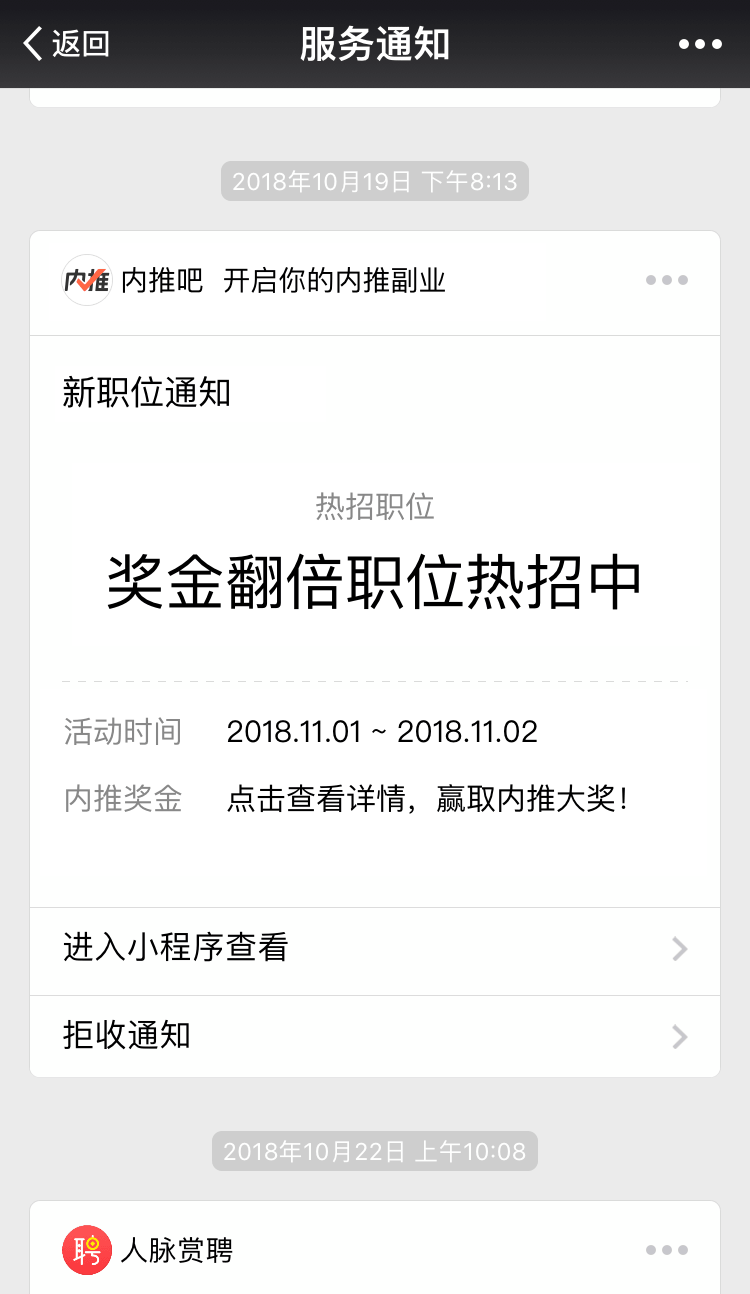 返回 服务通知
2018年10月19日 下午8:13
内推 内推吧 开启你的内推副业
新职位通知
热招职位
奖金翻倍职位热招中
活动时间 2018.11.01 ~ 2018.11.02
内推奖金 点击查看详情，赢取内推大奖！
进入小程序查看
拒收通知
2018年10月22日 上午10:08
聘 人脉赏聘